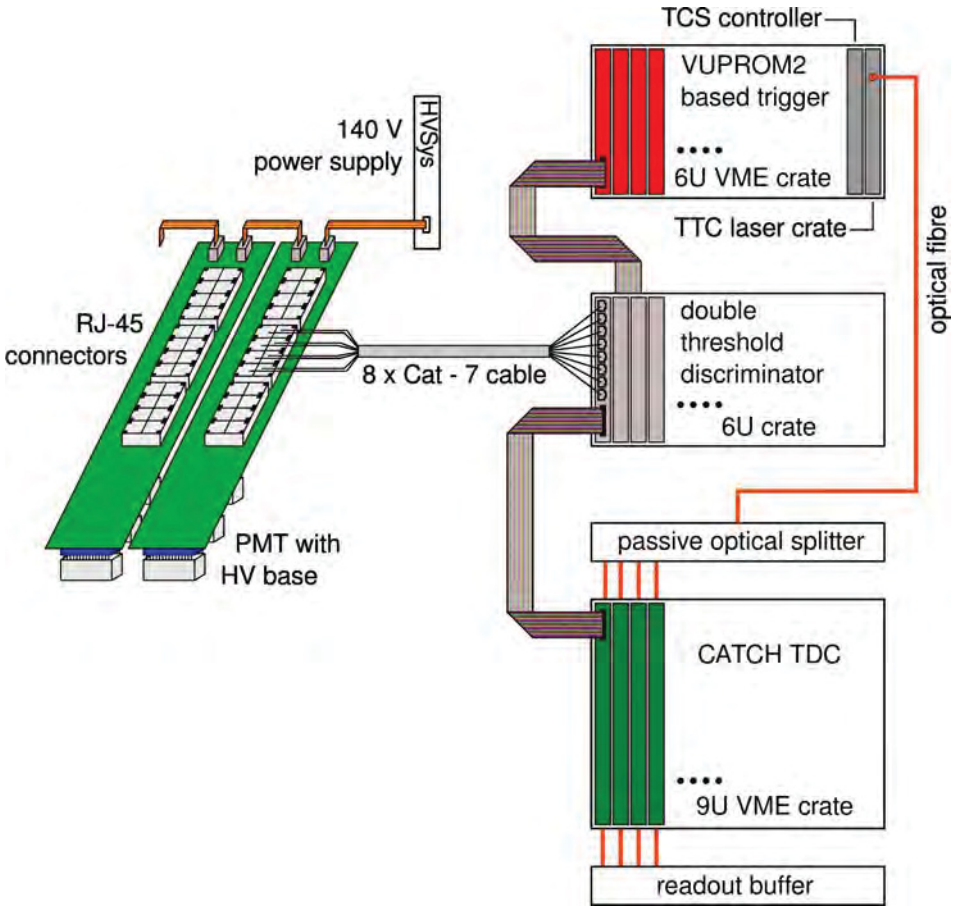 TCS controller
VUPROM2
based trigger
6U VME crate
TTC laser crate
HVSys
140 V
power supply
optical fibre
RJ-45
connectors
8 x Cat - 7 cable
double
threshold
discriminator
6U crate
PMT with
HV base
passive optical splitter
CATCH TDC
9U VME crate
readout buffer